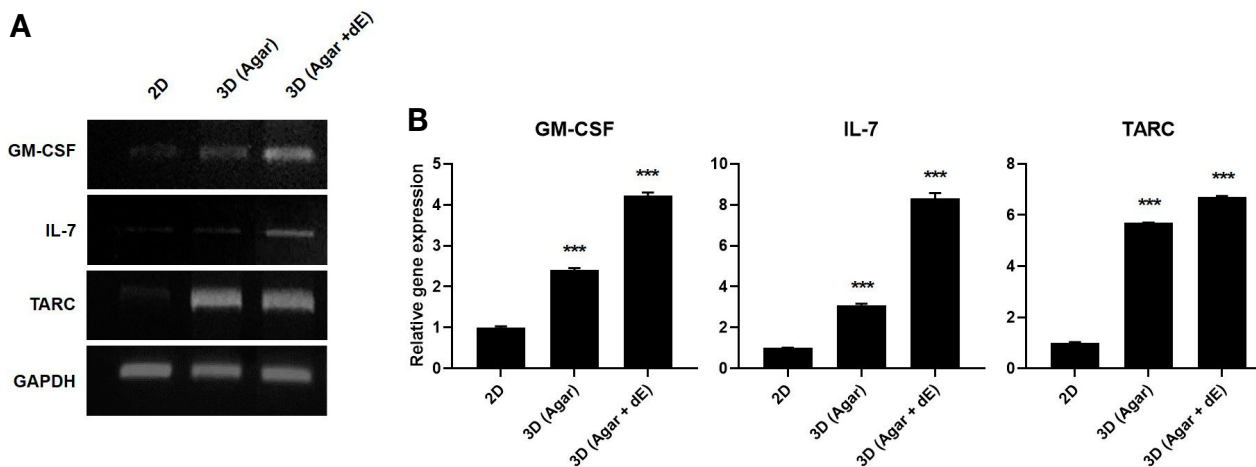 A
2D
3D (Agar)
3D (Agar +dE)
GM-CSF
IL-7
TARC
GAPDH
B
GM-CSF
Relative gene expression
5
4
3
2
1
0
***
***
2D
3D (Agar)
3D (Agar + dE)
IL-7
10
8
6
4
2
0
***
***
2D
3D (Agar)
3D (Agar + dE)
TARC
8
6
4
2
0
***
***
2D
3D (Agar)
3D (Agar + dE)